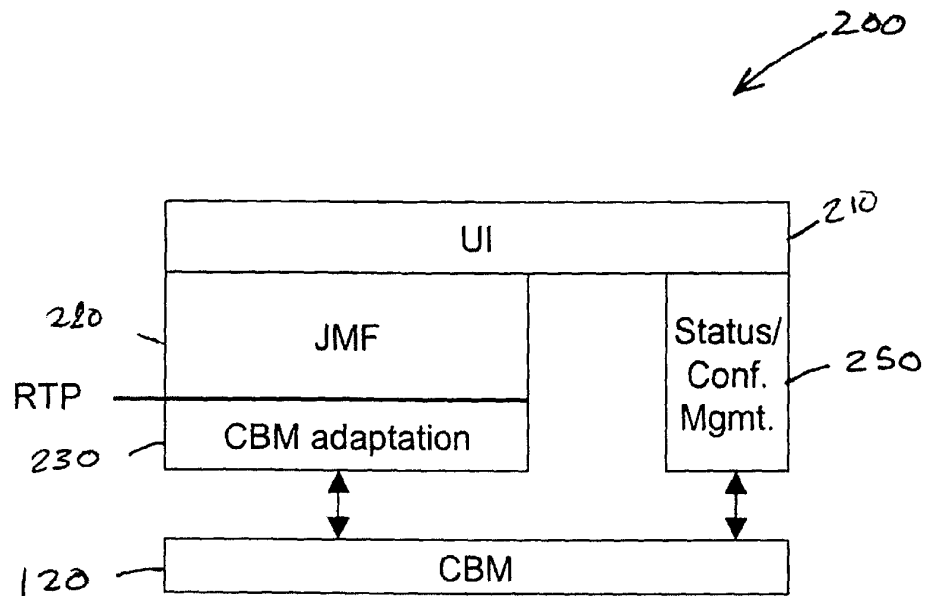 200
UI
210
JMF
220
Status/
Conf.
Mgmt.
250
RTP
CBM adaptation
230
CBM
120